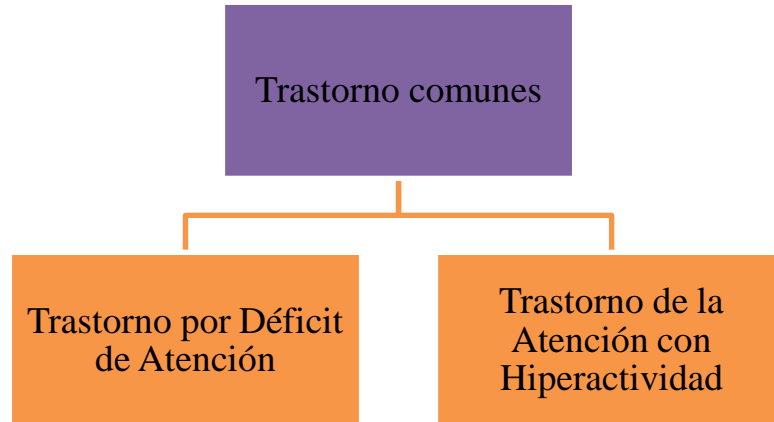 Trastorno comunes
Trastorno por Déficit
de Atención
Trastorno de la
Atención con
Hiperactividad